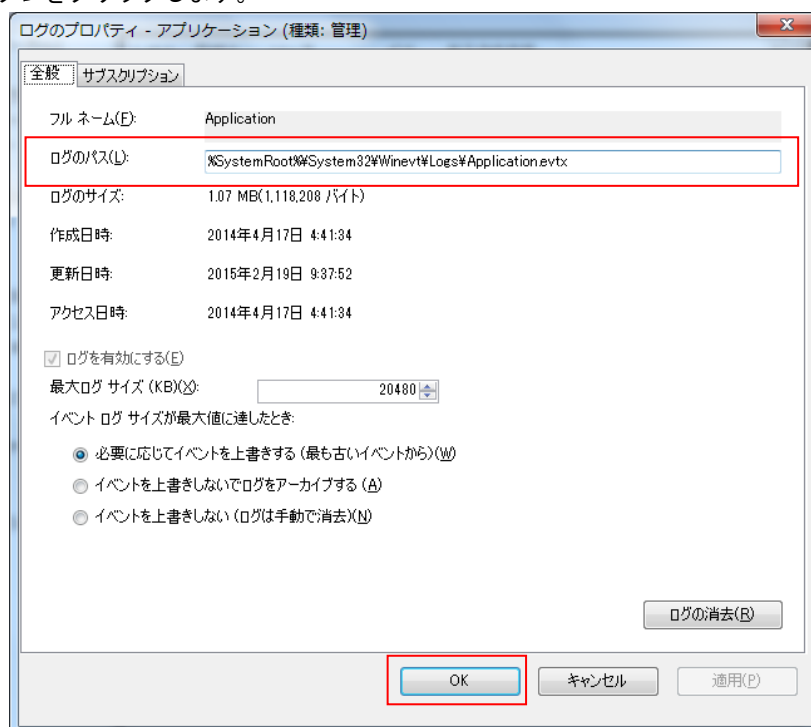 ンをクリックします。
ログのプロパティ - アプリケーション (種類: 管理)
全般 サブスクリプション
フル ネーム(F): Application
ログのパス(L): %SystemRoot%¥System32¥Winevt¥Logs¥Application.evtx
ログのサイズ: 1.07 MB(1,118,208 バイト)
作成日時: 2014年4月17日 4:41:34
更新日時: 2015年2月19日 9:37:52
アクセス日時: 2014年4月17日 4:41:34
ログを有効にする(E)
最大ログ サイズ (KB)(X): 20480
イベント ログ サイズが最大値に達したとき:
必要に応じてイベントを上書きする (最も古いイベントから)(W)
イベントを上書きしないでログをアーカイブする (A)
イベントを上書きしない (ログは手動で消去)(N)
ログの消去(R)
OK キャンセル 適用(P)